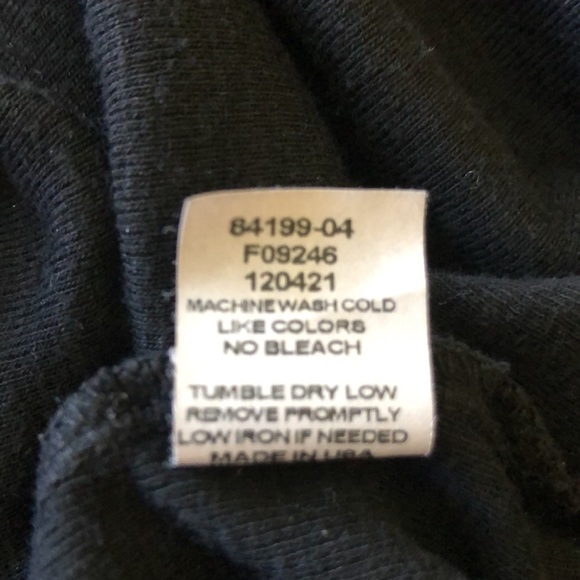 84199-04
F09246
120421
MACHINE WASH COLD
LIKE COLORS
NO BLEACH
TUMBLE DRY LOW
REMOVE PROMPTLY
LOW IRON IF NEEDED
MADE IN USA